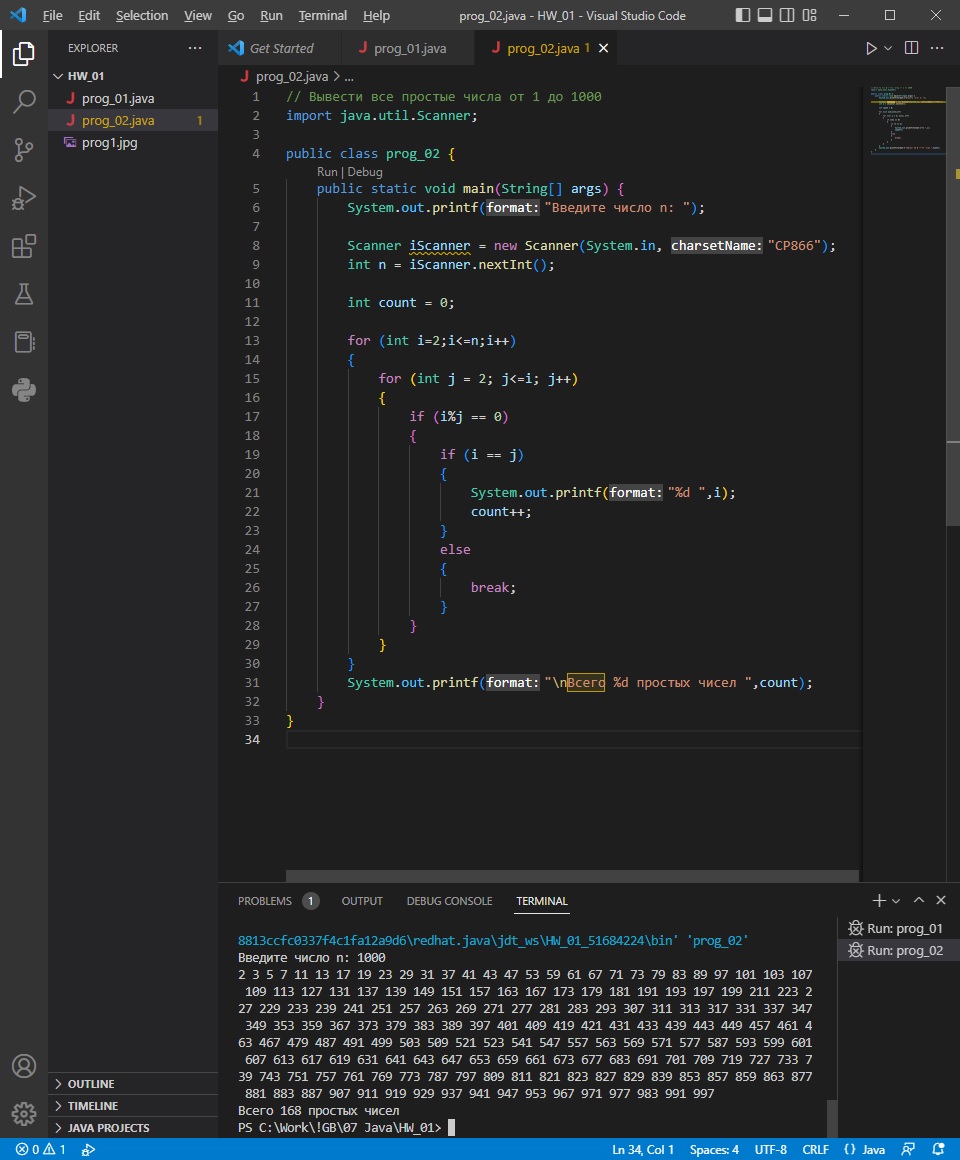 File Edit Selection View Go Run Terminal Help prog_02.java - HW_01 - Visual Studio Code
EXPLORER
HW_01
prog_01.java
prog_02.java 1
prog1.jpg
OUTLINE
TIMELINE
JAVA PROJECTS
Get Started prog_01.java prog_02.java 1
prog_02.java > ...
1 // Вывести все простые числа от 1 до 1000
2 import java.util.Scanner;
3
4 public class prog_02 {
Run | Debug
5 public static void main(String[] args) {
6 System.out.printf(format: "Введите число n: ");
7
8 Scanner iScanner = new Scanner(System.in, charsetName: "CP866");
9 int n = iScanner.nextInt();
10
11 int count = 0;
12
13 for (int i=2;i<=n;i++)
14 {
15 for (int j = 2; j<=i; j++)
16 {
17 if (i%j == 0)
18 {
19 if (i == j)
20 {
21 System.out.printf(format: "%d ",i);
22 count++;
23 }
24 else
25 {
26 break;
27 }
28 }
29 }
30 }
31 System.out.printf(format: "\nВсего %d простых чисел ",count);
32 }
33 }
34
PROBLEMS 1 OUTPUT DEBUG CONSOLE TERMINAL
8813ccfc0337f4c1fa12a9d6\redhat.java\jdt_ws\HW_01_51684224\bin' 'prog_02'
Введите число n: 1000
2 3 5 7 11 13 17 19 23 29 31 37 41 43 47 53 59 61 67 71 73 79 83 89 97 101 103 107
109 113 127 131 137 139 149 151 157 163 167 173 179 181 191 193 197 199 211 223 2
27 229 233 239 241 251 257 263 269 271 277 281 283 293 307 311 313 317 331 337 347
349 353 359 367 373 379 383 389 397 401 409 419 421 431 433 439 443 449 457 461 4
63 467 479 487 491 499 503 509 521 523 541 547 557 563 569 571 577 587 593 599 601
607 613 617 619 631 641 643 647 653 659 661 673 677 683 691 701 709 719 727 733 7
39 743 751 757 761 769 773 787 797 809 811 821 823 827 829 839 853 857 859 863 877
881 883 887 907 911 919 929 937 941 947 953 967 971 977 983 991 997
Всего 168 простых чисел
PS C:\Work\!GB\07 Java\HW_01>
Run: prog_01
Run: prog_02
0 1 Ln 34, Col 1 Spaces: 4 UTF-8 CRLF {} Java